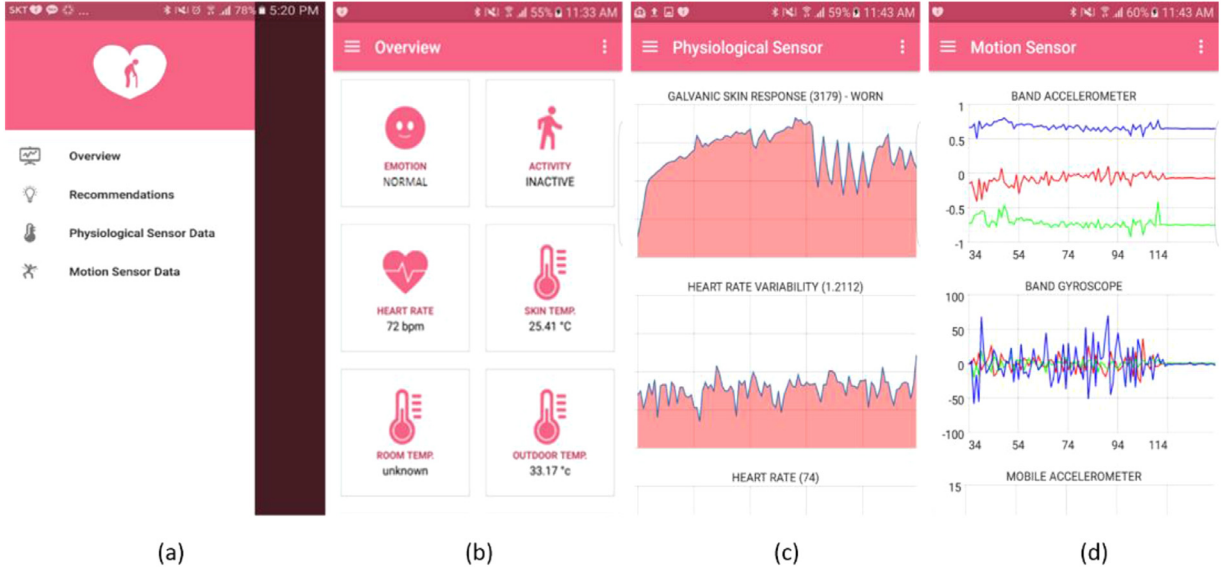 SKT ... 78% 5:20 PM
Overview
Recommendations
Physiological Sensor Data
Motion Sensor Data
(a)
55% 11:33 AM
Overview
EMOTION
NORMAL
ACTIVITY
INACTIVE
HEART RATE
72 bpm
SKIN TEMP.
25.41 °C
ROOM TEMP.
unknown
OUTDOOR TEMP.
33.17 °c
(b)
59% 11:43 AM
Physiological Sensor
GALVANIC SKIN RESPONSE (3179) - WORN
HEART RATE VARIABILITY (1.2112)
HEART RATE (74)
(c)
60% 11:43 AM
Motion Sensor
BAND ACCELEROMETER
1
0.5
0
-0.5
-1
34 54 74 94 114
BAND GYROSCOPE
100
50
0
-50
-100
34 54 74 94 114
MOBILE ACCELEROMETER
15
(d)